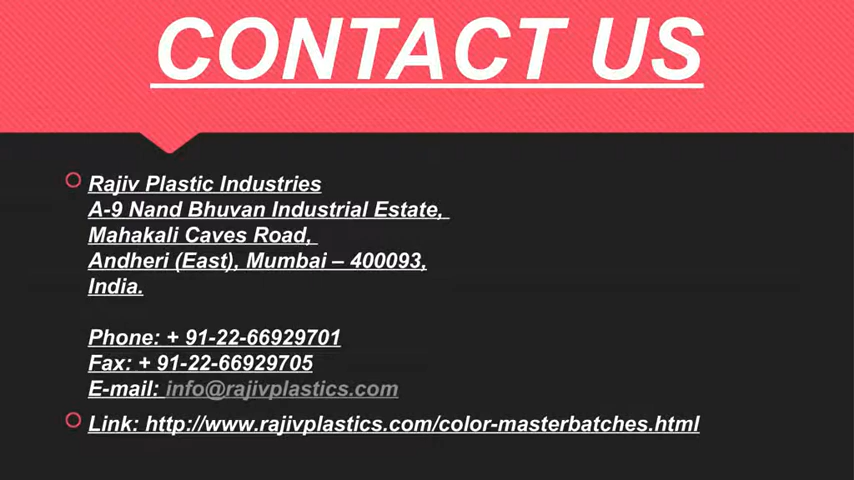 CONTACT US
Rajiv Plastic Industries
A-9 Nand Bhuvan Industrial Estate,
Mahakali Caves Road,
Andheri (East), Mumbai – 400093,
India.
Phone: + 91-22-66929701
Fax: + 91-22-66929705
E-mail: info@rajivplastics.com
Link: http://www.rajivplastics.com/color-masterbatches.html